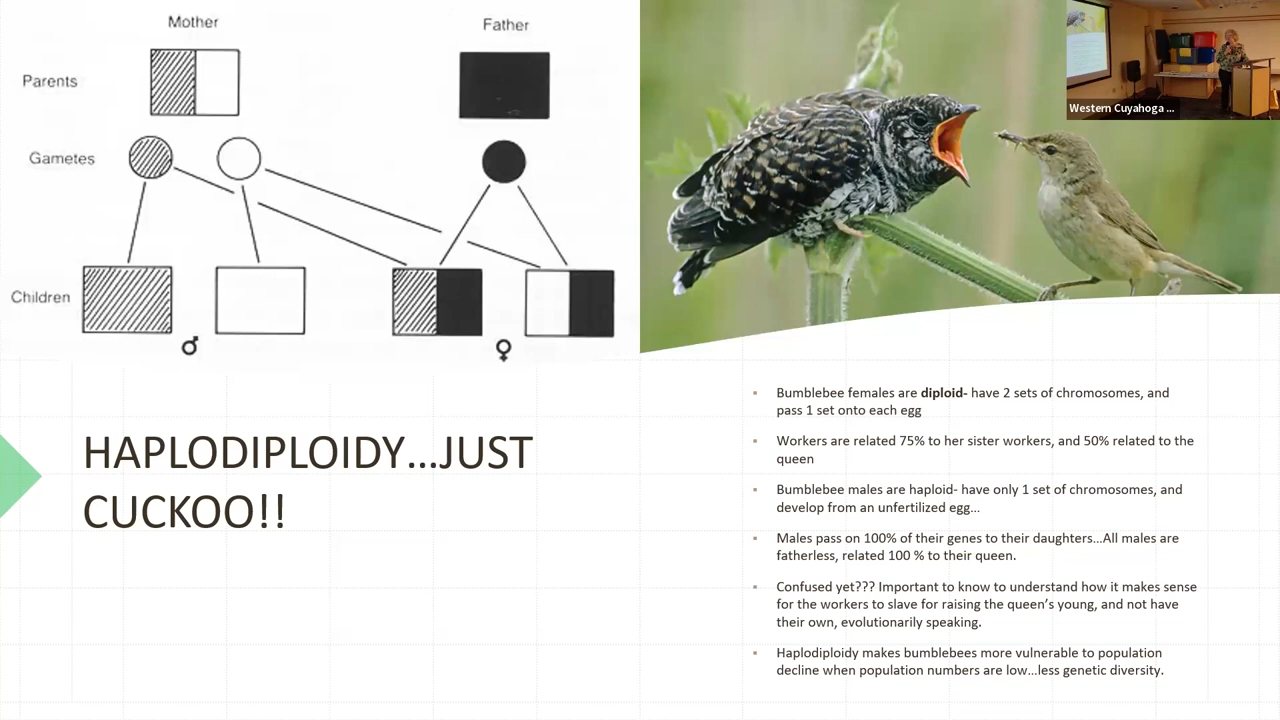 Mother
Father
Parents
Gametes
Children
♂
♀
Western Cuyahoga ...
HAPLODIPLOIDY...JUST
CUCKOO!!
▪ Bumblebee females are diploid- have 2 sets of chromosomes, and
pass 1 set onto each egg
▪ Workers are related 75% to her sister workers, and 50% related to the
queen
▪ Bumblebee males are haploid- have only 1 set of chromosomes, and
develop from an unfertilized egg...
▪ Males pass on 100% of their genes to their daughters...All males are
fatherless, related 100 % to their queen.
▪ Confused yet??? Important to know to understand how it makes sense
for the workers to slave for raising the queen's young, and not have
their own, evolutionarily speaking.
▪ Haplodiploidy makes bumblebees more vulnerable to population
decline when population numbers are low...less genetic diversity.